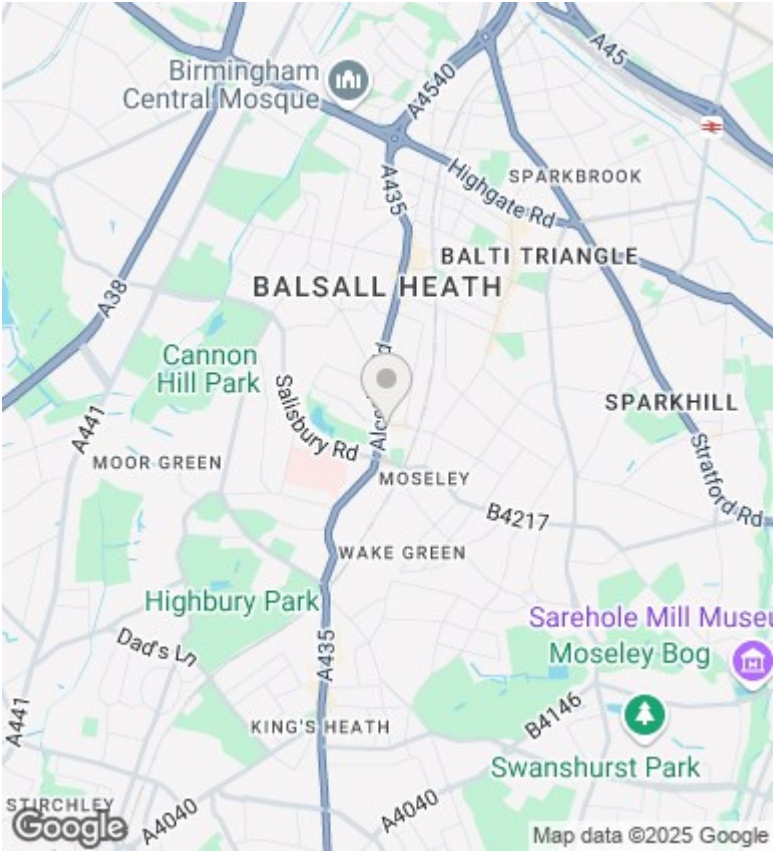 A45
Birmingham
Central Mosque
A4540
Highgate Rd
SPARKBROOK
A435
BALTI TRIANGLE
BALSALL HEATH
A38
Cannon
Hill Park
Salisbury Rd
SPARKHILL
A441
MOOR GREEN
Stratford Rd
MOSELEY
B4217
WAKE GREEN
Highbury Park
Sarehole Mill Museu
Dad's Ln
A435
Moseley Bog
A441
KING'S HEATH
B4146
Swanshurst Park
STIRCHLEY
A4040
A4040
Google
Map data ©2025 Google